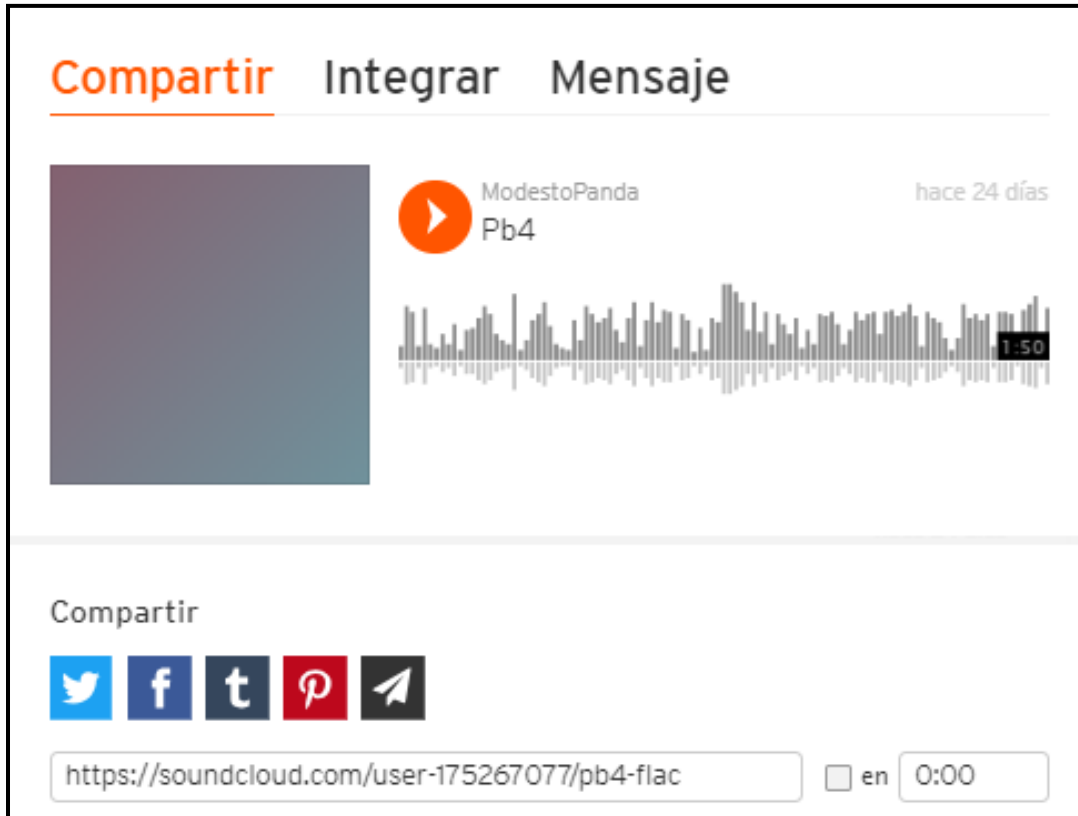 Compartir Integrar Mensaje
ModestoPanda hace 24 días
Pb4
1:50
Compartir
https://soundcloud.com/user-175267077/pb4-flac en 0:00